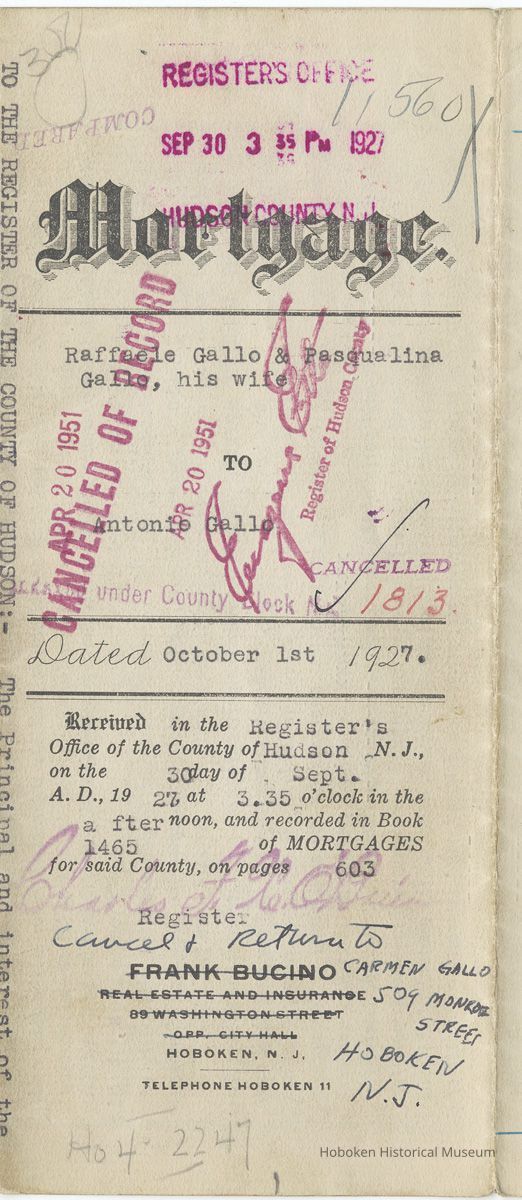 REGISTER'S OFFICE
11560
SEP 30 3 35 PM 1927
COMPARED
HUDSON COUNTY N.J.
Mortgage.
Raffaele Gallo & Pasqualina
Gallo, his wife
TO
Antonio Gallo
APR 20 1951
CANCELLED OF RECORD
APR 20 1951
Register of Hudson County
CANCELLED
under County Block No. 1813.
Dated October 1st 1927.
Received in the Register's
Office of the County of Hudson N.J.,
on the 30 day of Sept.
A. D., 19 27 at 3.35 o'clock in the
a fter noon, and recorded in Book
1465 of MORTGAGES
for said County, on pages 603
Register
Cancel & Return to
FRANK BUCINO CARMEN GALLO
REAL ESTATE AND INSURANCE 509 MONROE
89 WASHINGTON STREET STREET
OPP. CITY HALL
HOBOKEN, N. J. HOBOKEN
TELEPHONE HOBOKEN 11 N.J.
Ho 4- 2247
TO THE REGISTER OF THE COUNTY OF HUDSON:- The Principal and interest of the
Hoboken Historical Museum